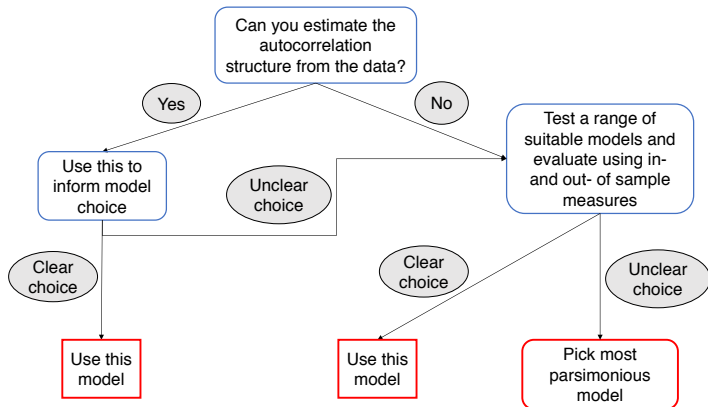 Can you estimate the
autocorrelation
structure from the data?
Yes
No
Use this to
inform model
choice
Unclear
choice
Test a range of
suitable models and
evaluate using in-
and out- of sample
measures
Clear
choice
Clear
choice
Unclear
choice
Use this
model
Use this
model
Pick most
parsimonious
model